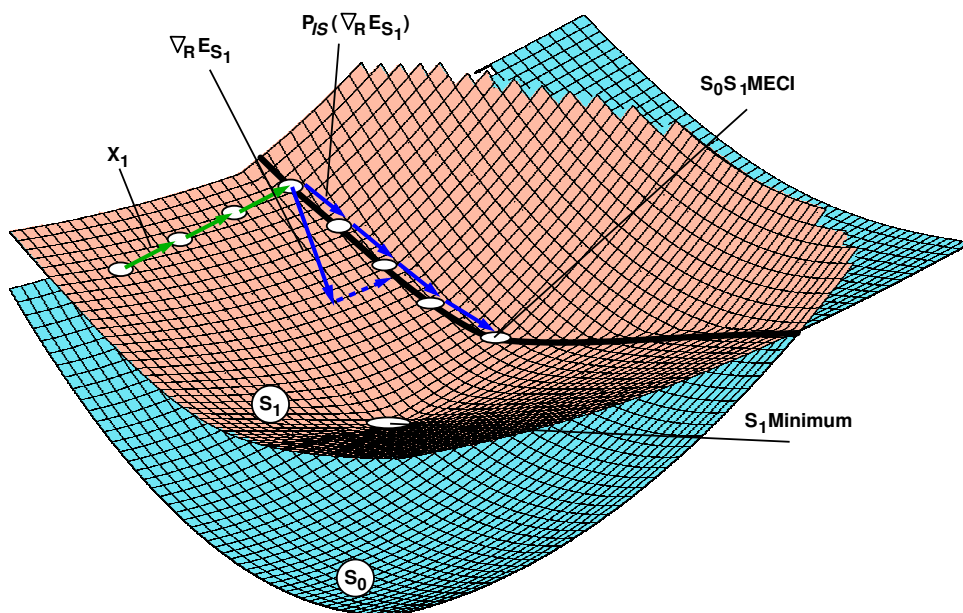 ∇RES1
PIS(∇RES1)
S0S1MECI
X1
S1
S1Minimum
S0